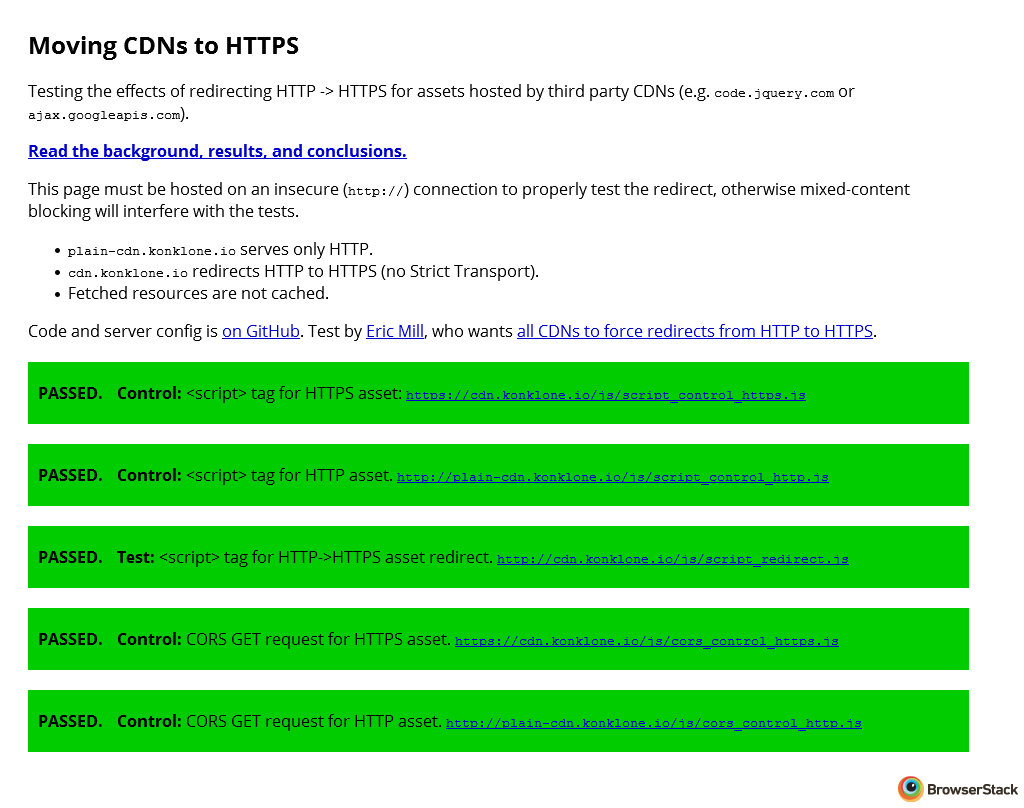 Moving CDNs to HTTPS
Testing the effects of redirecting HTTP -> HTTPS for assets hosted by third party CDNs (e.g. code.jquery.com or
ajax.googleapis.com).
Read the background, results, and conclusions.
This page must be hosted on an insecure (http://) connection to properly test the redirect, otherwise mixed-content
blocking will interfere with the tests.
• plain-cdn.konklone.io serves only HTTP.
• cdn.konklone.io redirects HTTP to HTTPS (no Strict Transport).
• Fetched resources are not cached.
Code and server config is on GitHub. Test by Eric Mill, who wants all CDNs to force redirects from HTTP to HTTPS.
PASSED. Control: <script> tag for HTTPS asset: https://cdn.konklone.io/js/script_control_https.js
PASSED. Control: <script> tag for HTTP asset. http://plain-cdn.konklone.io/js/script_control_http.js
PASSED. Test: <script> tag for HTTP->HTTPS asset redirect. http://cdn.konklone.io/js/script_redirect.js
PASSED. Control: CORS GET request for HTTPS asset. https://cdn.konklone.io/js/cors_control_https.js
PASSED. Control: CORS GET request for HTTP asset. http://plain-cdn.konklone.io/js/cors_control_http.js
BrowserStack